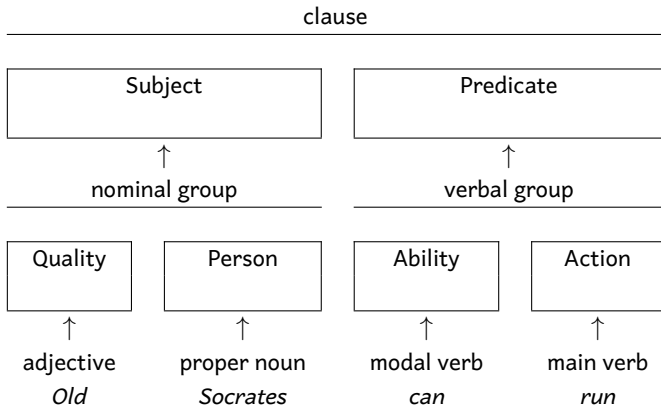 clause
Subject Predicate
↑ ↑
nominal group verbal group
Quality Person Ability Action
↑ ↑ ↑ ↑
adjective proper noun modal verb main verb
Old Socrates can run